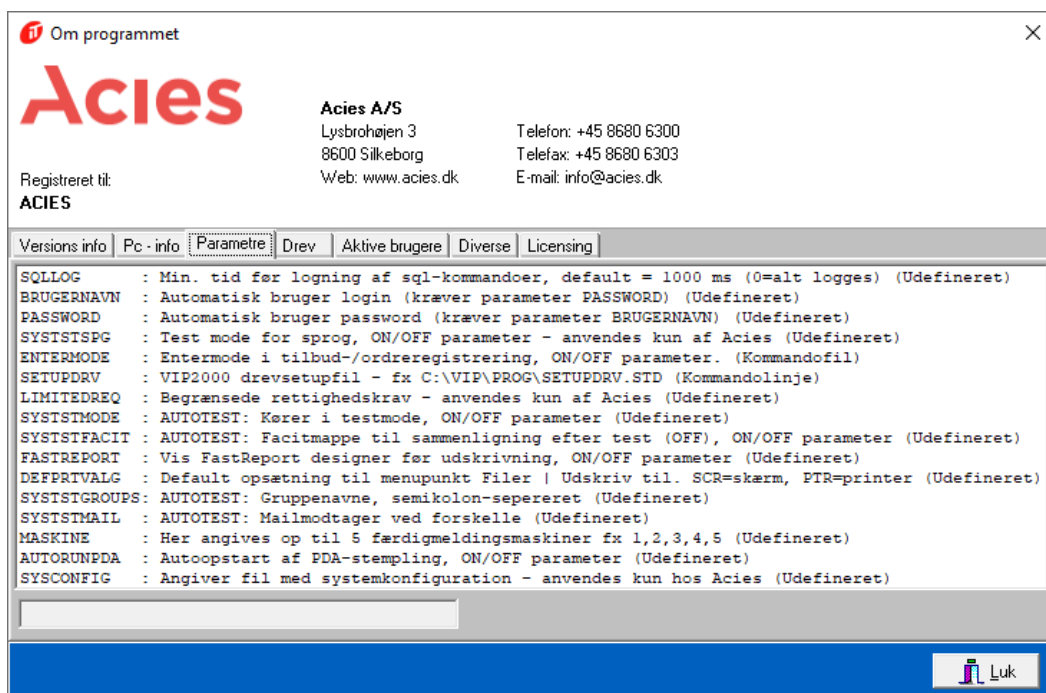 Om programmet
Acies
Acies A/S
Lysbrohøjen 3 Telefon: +45 8680 6300
8600 Silkeborg Telefax: +45 8680 6303
Web: www.acies.dk E-mail: info@acies.dk
Registreret til:
ACIES
Versions info Pc - info Parametre Drev Aktive brugere Diverse Licensing
SQLLOG : Min. tid før logning af sql-kommandoer, default = 1000 ms (0=alt logges) (Udefineret)
BRUGERNAVN : Automatisk bruger login (kræver parameter PASSWORD) (Udefineret)
PASSWORD : Automatisk bruger password (kræver parameter BRUGERNAVN) (Udefineret)
SYSTSTSPG : Test mode for sprog, ON/OFF parameter - anvendes kun af Acies (Udefineret)
ENTERMODE : Entermode i tilbud-/ordreregistrering, ON/OFF parameter. (Kommandofil)
SETUPDRV : VIP2000 drevsetupfil - fx C:\VIP\PROG\SETUPDRV.STD (Kommandolinje)
LIMITEDREQ : Begrænsede rettighedskrav - anvendes kun af Acies (Udefineret)
SYSTSTMODE : AUTOTEST: Kører i testmode, ON/OFF parameter (Udefineret)
SYSTSTFACIT : AUTOTEST: Facitmappe til sammenligning efter test (OFF), ON/OFF parameter (Udefineret)
FASTREPORT : Vis FastReport designer før udskrivning, ON/OFF parameter (Udefineret)
DEFPRTVALG : Default opsætning til menupunkt Filer | Udskriv til. SCR=skærm, PTR=printer (Udefineret)
SYSTSTGROUPS: AUTOTEST: Gruppenavne, semikolon-sepereret (Udefineret)
SYSTSTMAIL : AUTOTEST: Mailmodtager ved forskelle (Udefineret)
MASKINE : Her angives op til 5 færdigmeldingsmaskiner fx 1,2,3,4,5 (Udefineret)
AUTORUNPDA : Autoopstart af PDA-stempling, ON/OFF parameter (Udefineret)
SYSCONFIG : Angiver fil med systemkonfiguration - anvendes kun hos Acies (Udefineret)
Luk